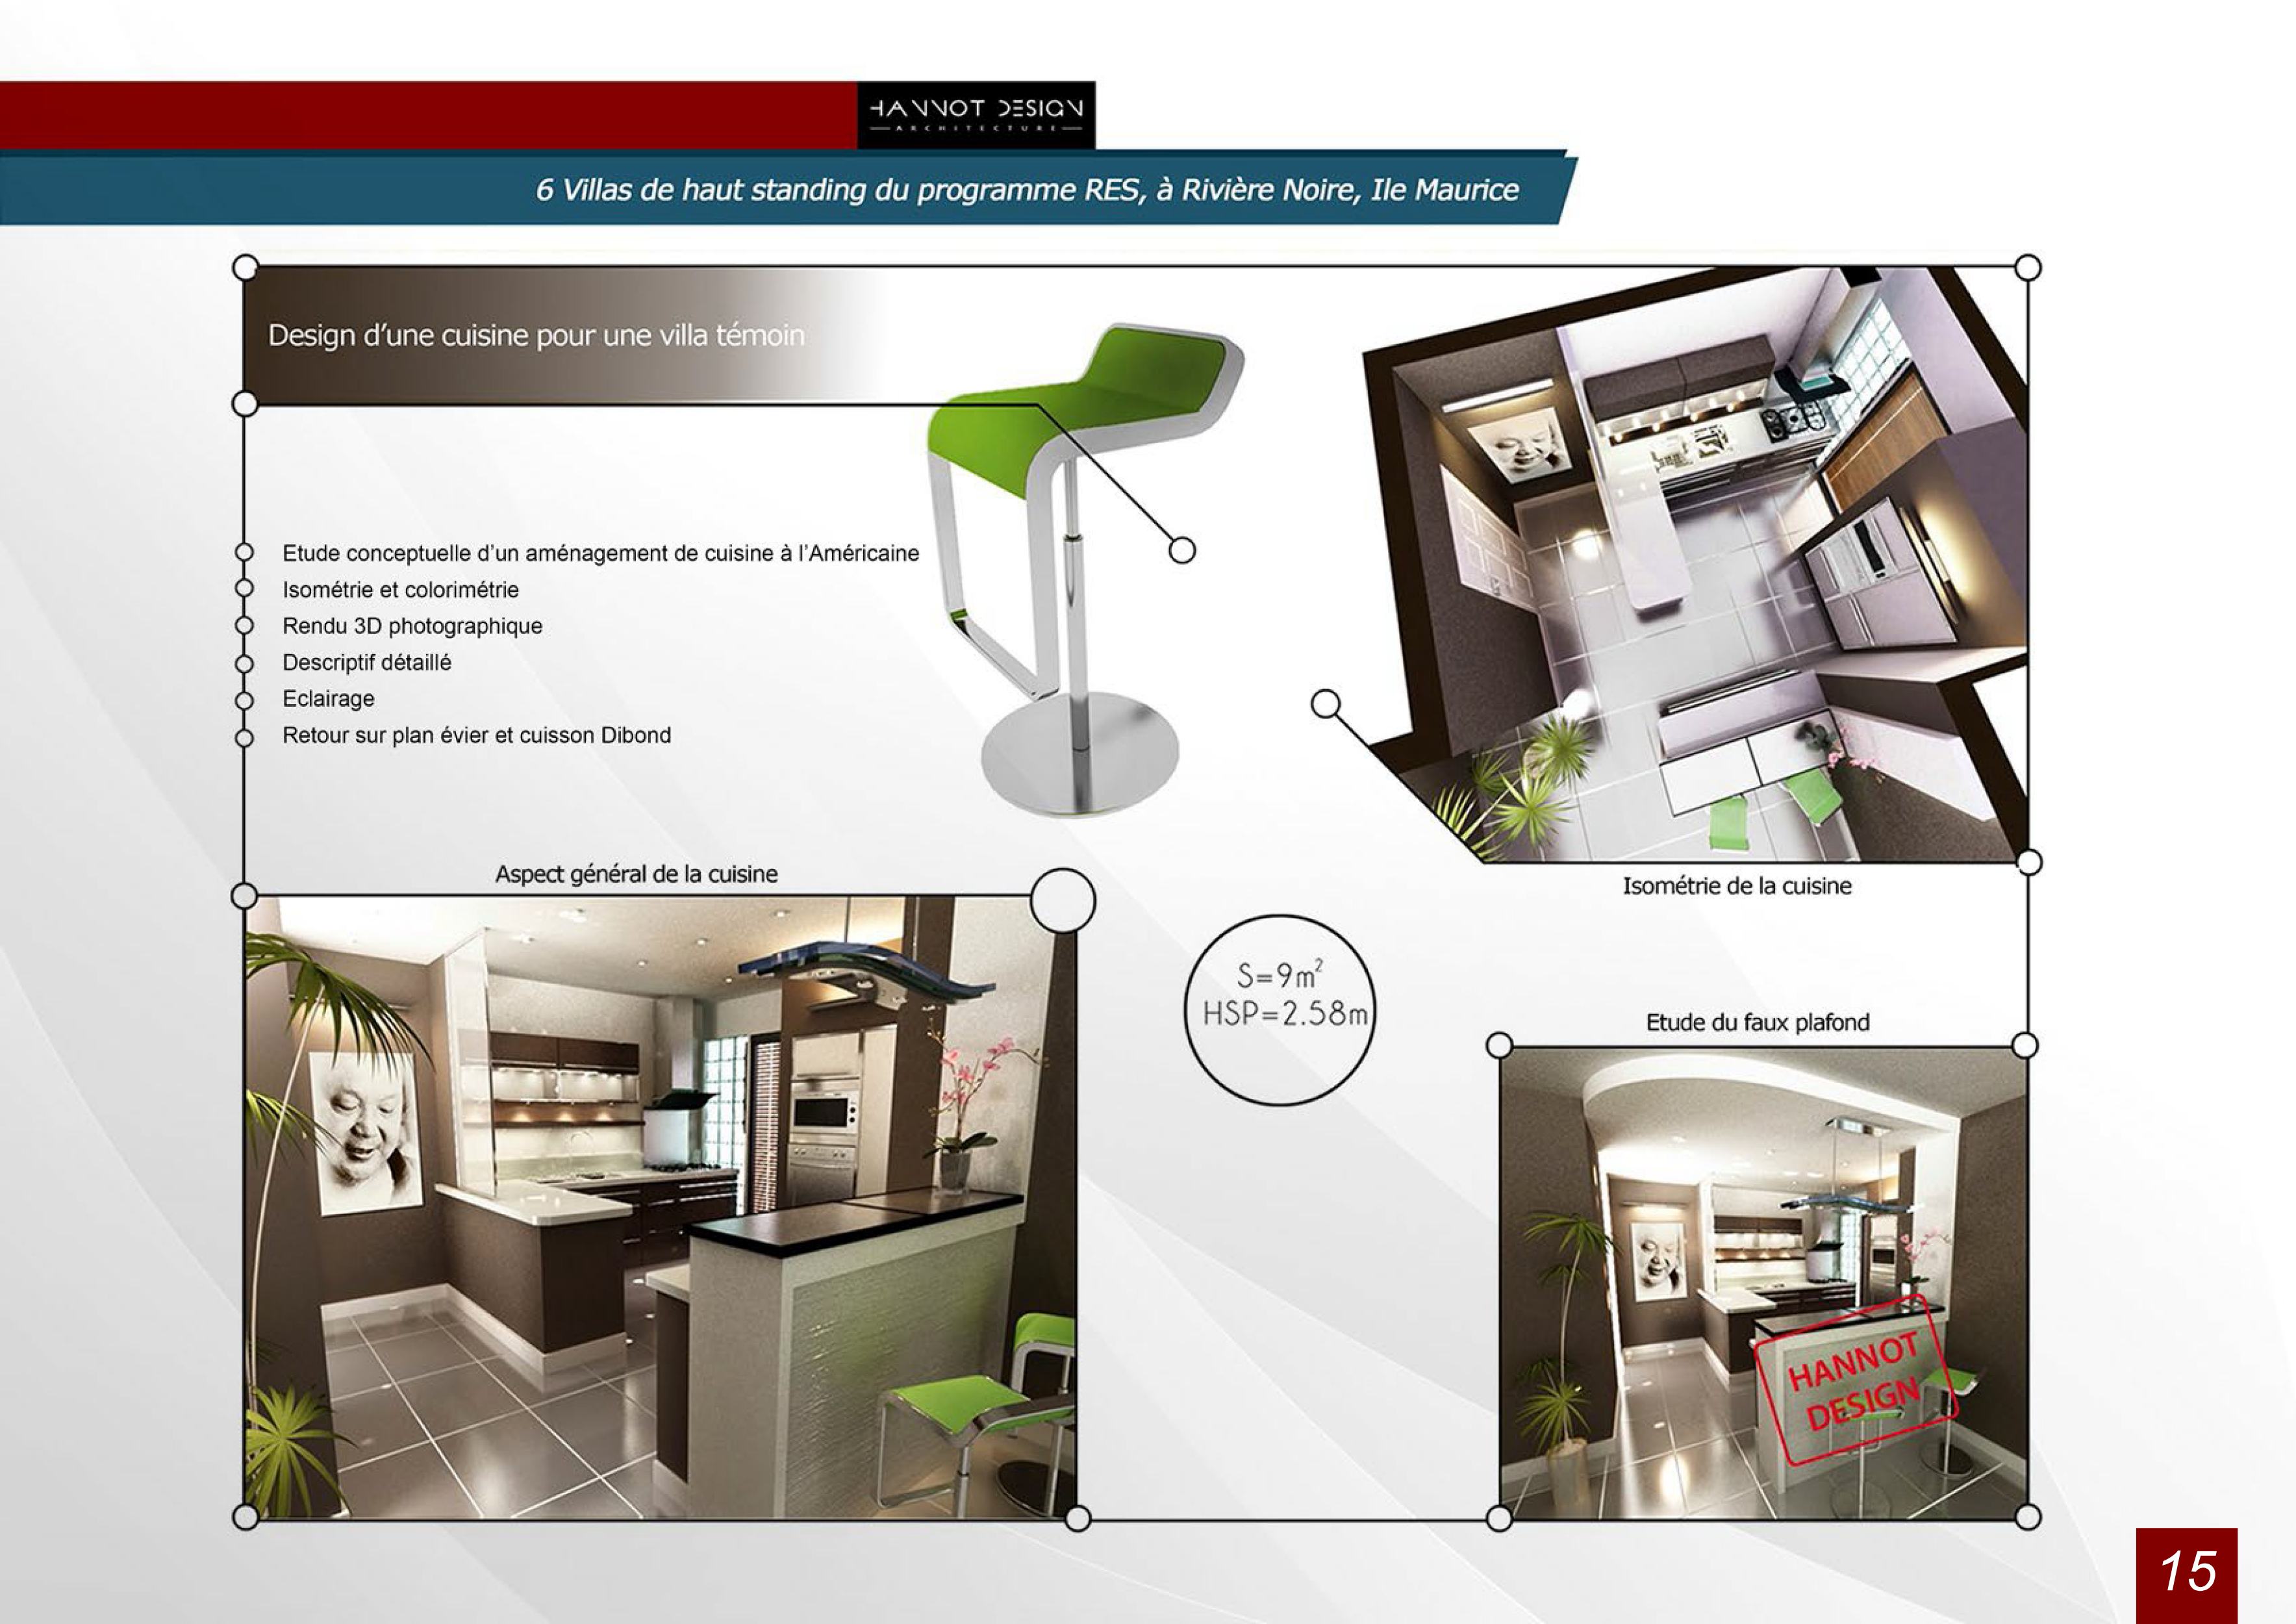 HANNOT DESIGN
ARCHITECTURE
6 Villas de haut standing du programme RES, à Rivière Noire, Ile Maurice
Design d'une cuisine pour une villa témoin
Etude conceptuelle d'un aménagement de cuisine à l'Américaine
Isométrie et colorimétrie
Rendu 3D photographique
Descriptif détaillé
Eclairage
Retour sur plan évier et cuisson Dibond
Aspect général de la cuisine
Isométrie de la cuisine
S=9m²
HSP=2.58m
Etude du faux plafond
HANNOT
DESIGN
15